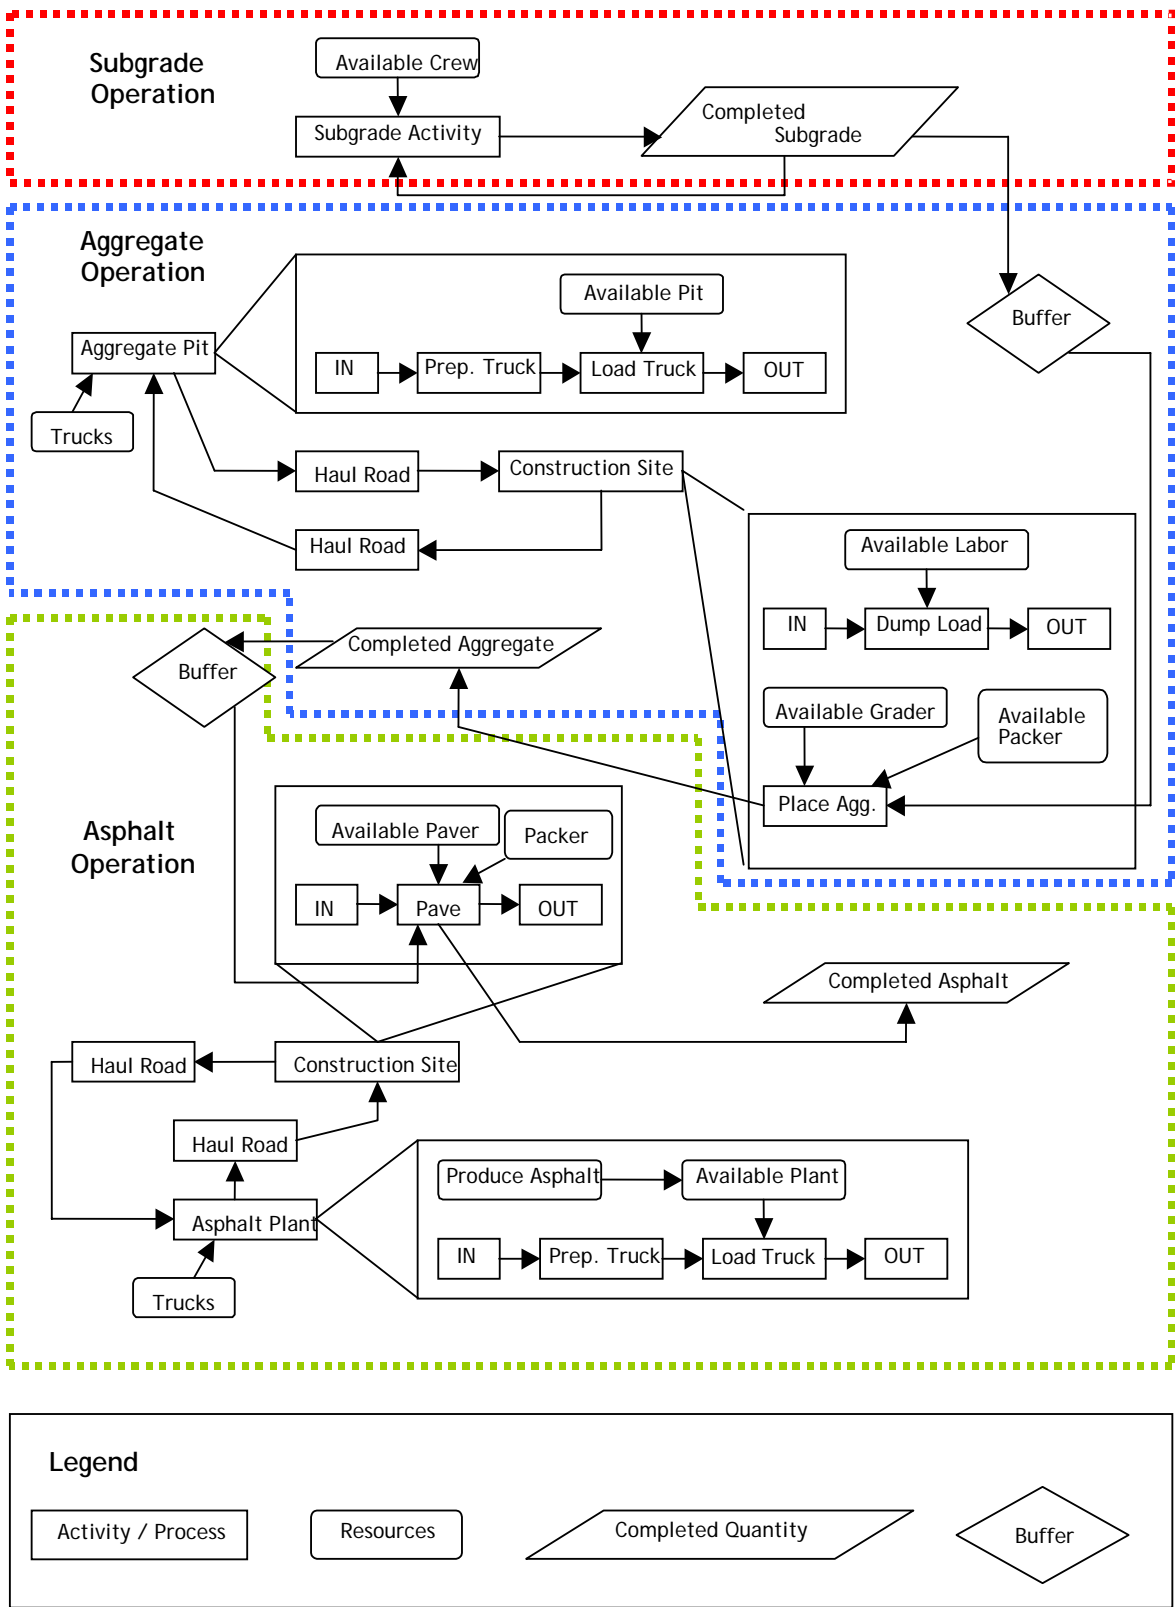 Subgrade
Operation
Available Crew
Subgrade Activity
Completed
Subgrade
Aggregate
Operation
Available Pit
Buffer
Aggregate Pit
IN
Prep. Truck
Load Truck
OUT
Trucks
Haul Road
Construction Site
Haul Road
Available Labor
IN
Dump Load
OUT
Completed Aggregate
Buffer
Available Grader
Available
Packer
Place Agg.
Asphalt
Operation
Available Paver
Packer
IN
Pave
OUT
Completed Asphalt
Haul Road
Construction Site
Haul Road
Produce Asphalt
Available Plant
Asphalt Plant
IN
Prep. Truck
Load Truck
OUT
Trucks
Legend
Activity / Process
Resources
Completed Quantity
Buffer